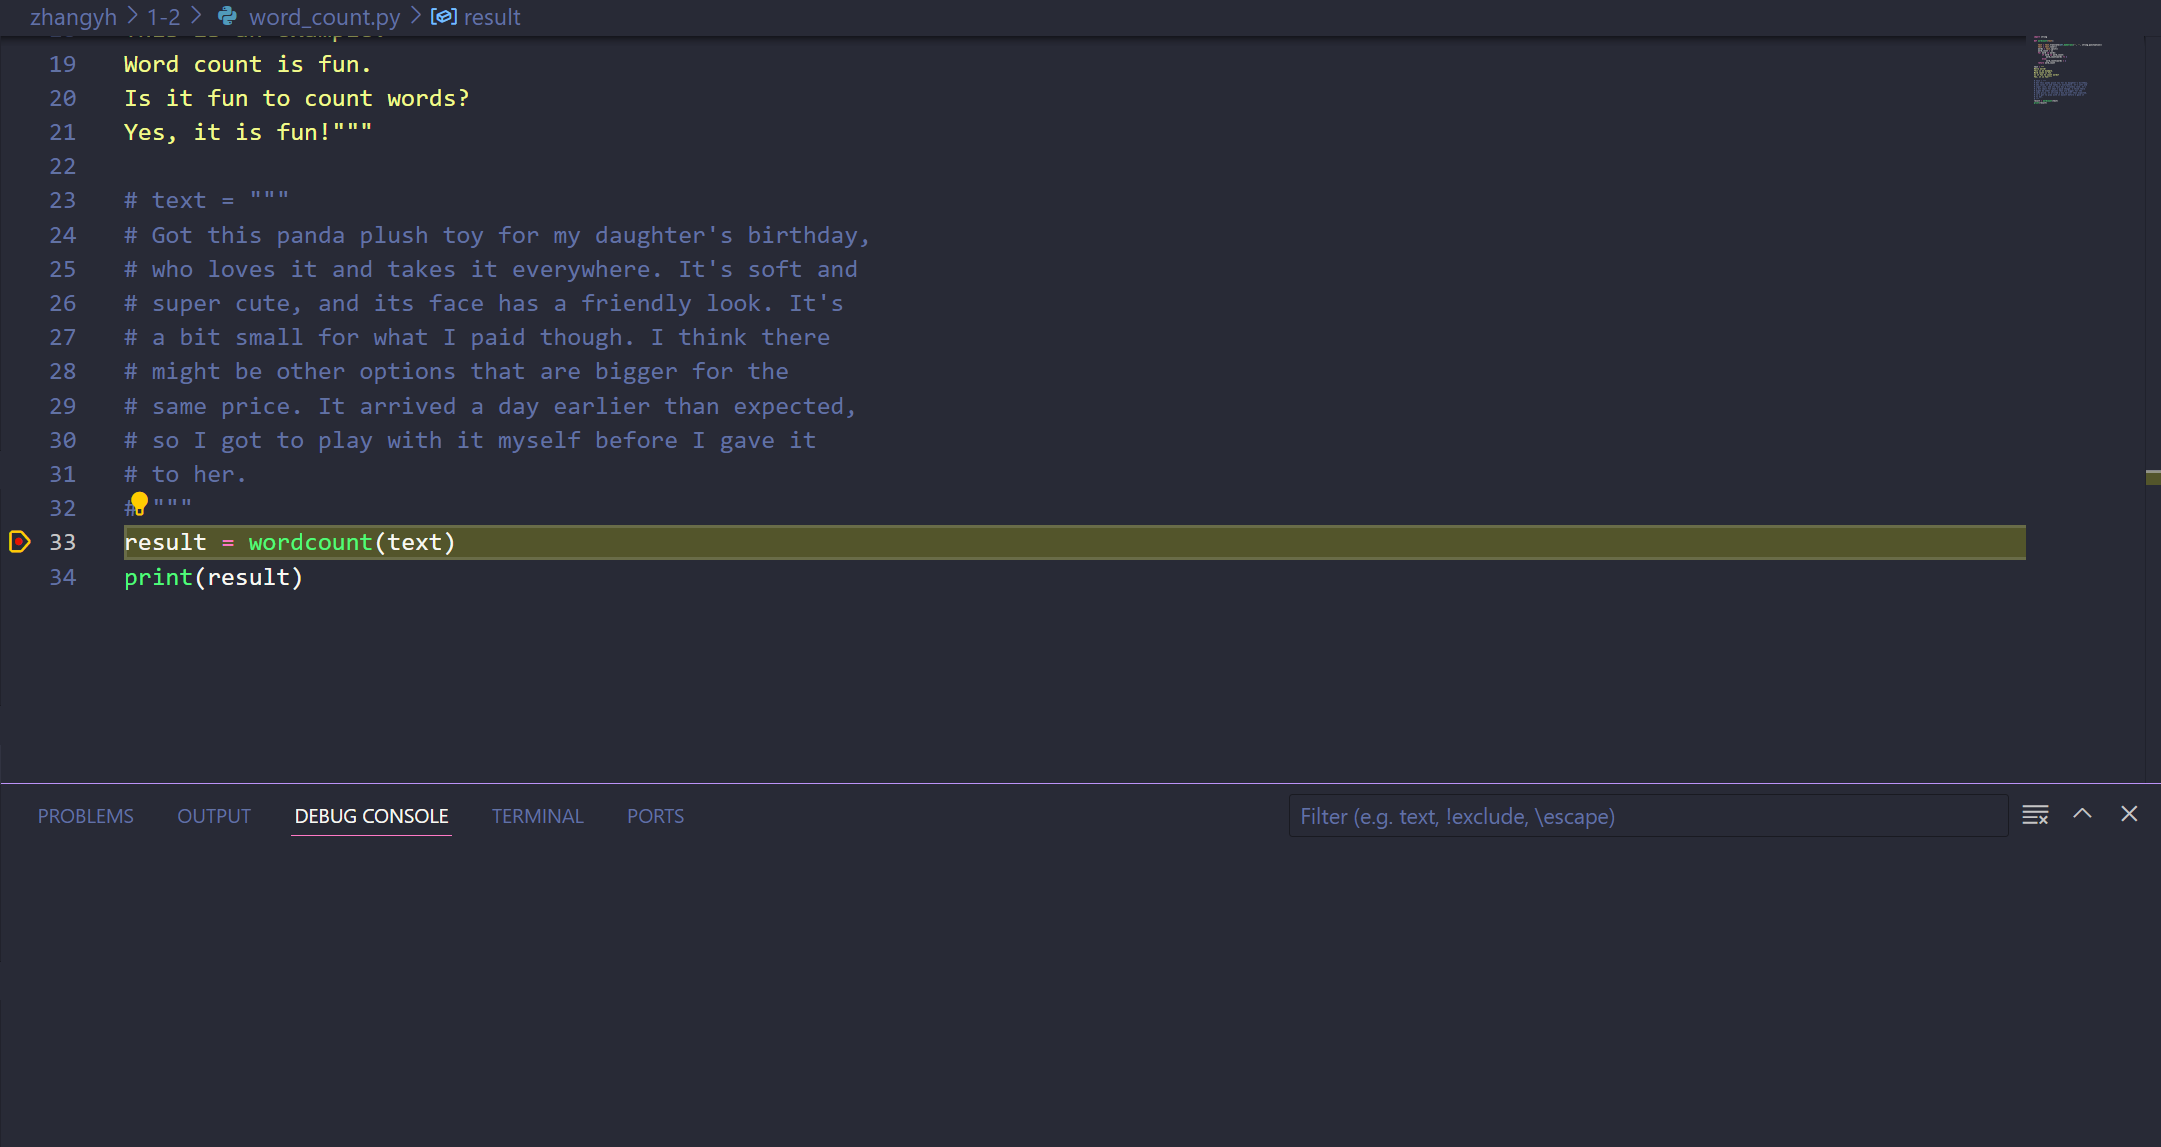 zhangyh > 1-2 > word_count.py > result
19 Word count is fun.
20 Is it fun to count words?
21 Yes, it is fun!"""
22
23 # text = """
24 # Got this panda plush toy for my daughter's birthday,
25 # who loves it and takes it everywhere. It's soft and
26 # super cute, and its face has a friendly look. It's
27 # a bit small for what I paid though. I think there
28 # might be other options that are bigger for the
29 # same price. It arrived a day earlier than expected,
30 # so I got to play with it myself before I gave it
31 # to her.
32 # """
33 result = wordcount(text)
34 print(result)
PROBLEMS OUTPUT DEBUG CONSOLE TERMINAL PORTS Filter (e.g. text, !exclude, \escape)